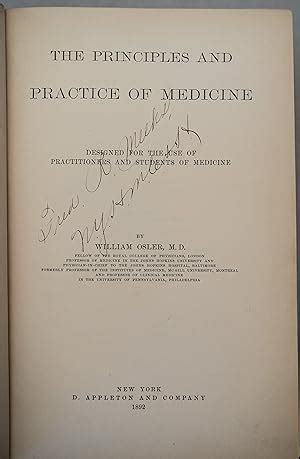 THE PRINCIPLES AND
PRACTICE OF MEDICINE
DESIGNED FOR THE USE OF
PRACTITIONERS AND STUDENTS OF MEDICINE
BY
WILLIAM OSLER, M.D.
FELLOW OF THE ROYAL COLLEGE OF PHYSICIANS, LONDON
PROFESSOR OF MEDICINE IN THE JOHNS HOPKINS UNIVERSITY AND
PHYSICIAN-IN-CHIEF TO THE JOHNS HOPKINS HOSPITAL, BALTIMORE
FORMERLY PROFESSOR OF THE INSTITUTES OF MEDICINE, MCGILL UNIVERSITY, MONTREAL
AND PROFESSOR OF CLINICAL MEDICINE
IN THE UNIVERSITY OF PENNSYLVANIA, PHILADELPHIA
NEW YORK
D. APPLETON AND COMPANY
1892